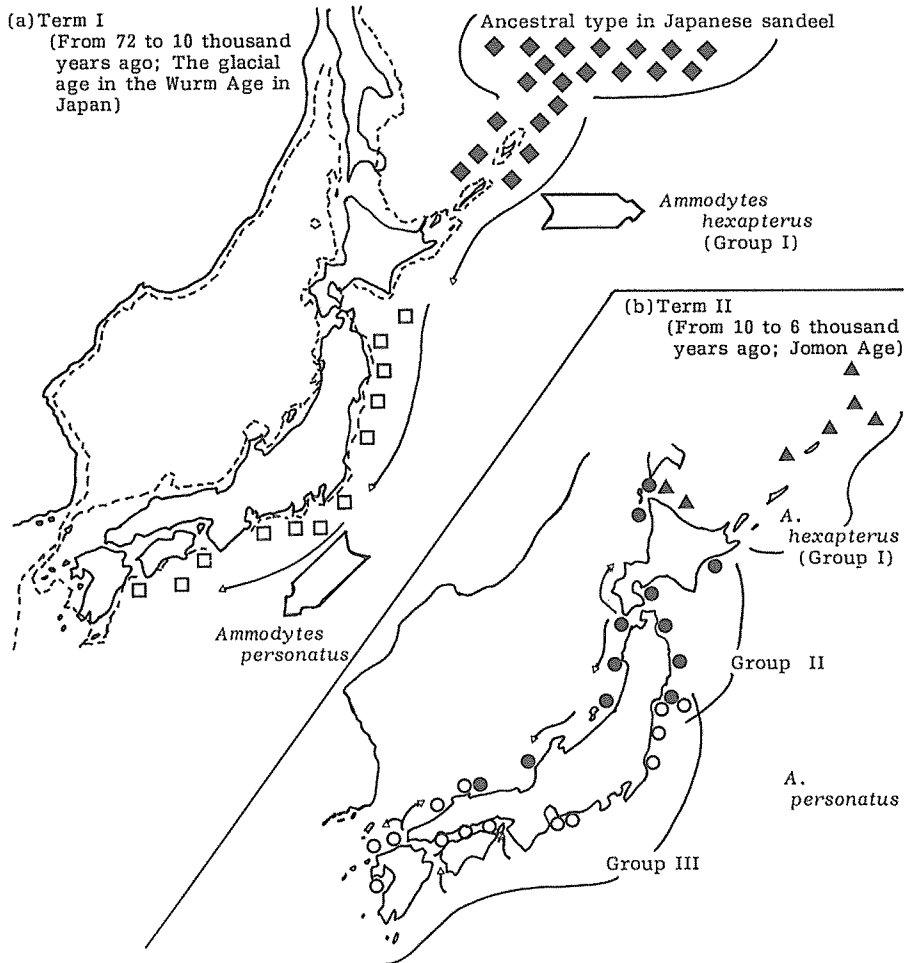 (a)Term I
(From 72 to 10 thousand
years ago; The glacial
age in the Wurm Age in
Japan)
Ancestral type in Japanese sandeel
Ammodytes
hexapterus
(Group I)
Ammodytes
personatus
(b)Term II
(From 10 to 6 thousand
years ago; Jomon Age)
A.
hexapterus
(Group I)
Group II
A.
personatus
Group III